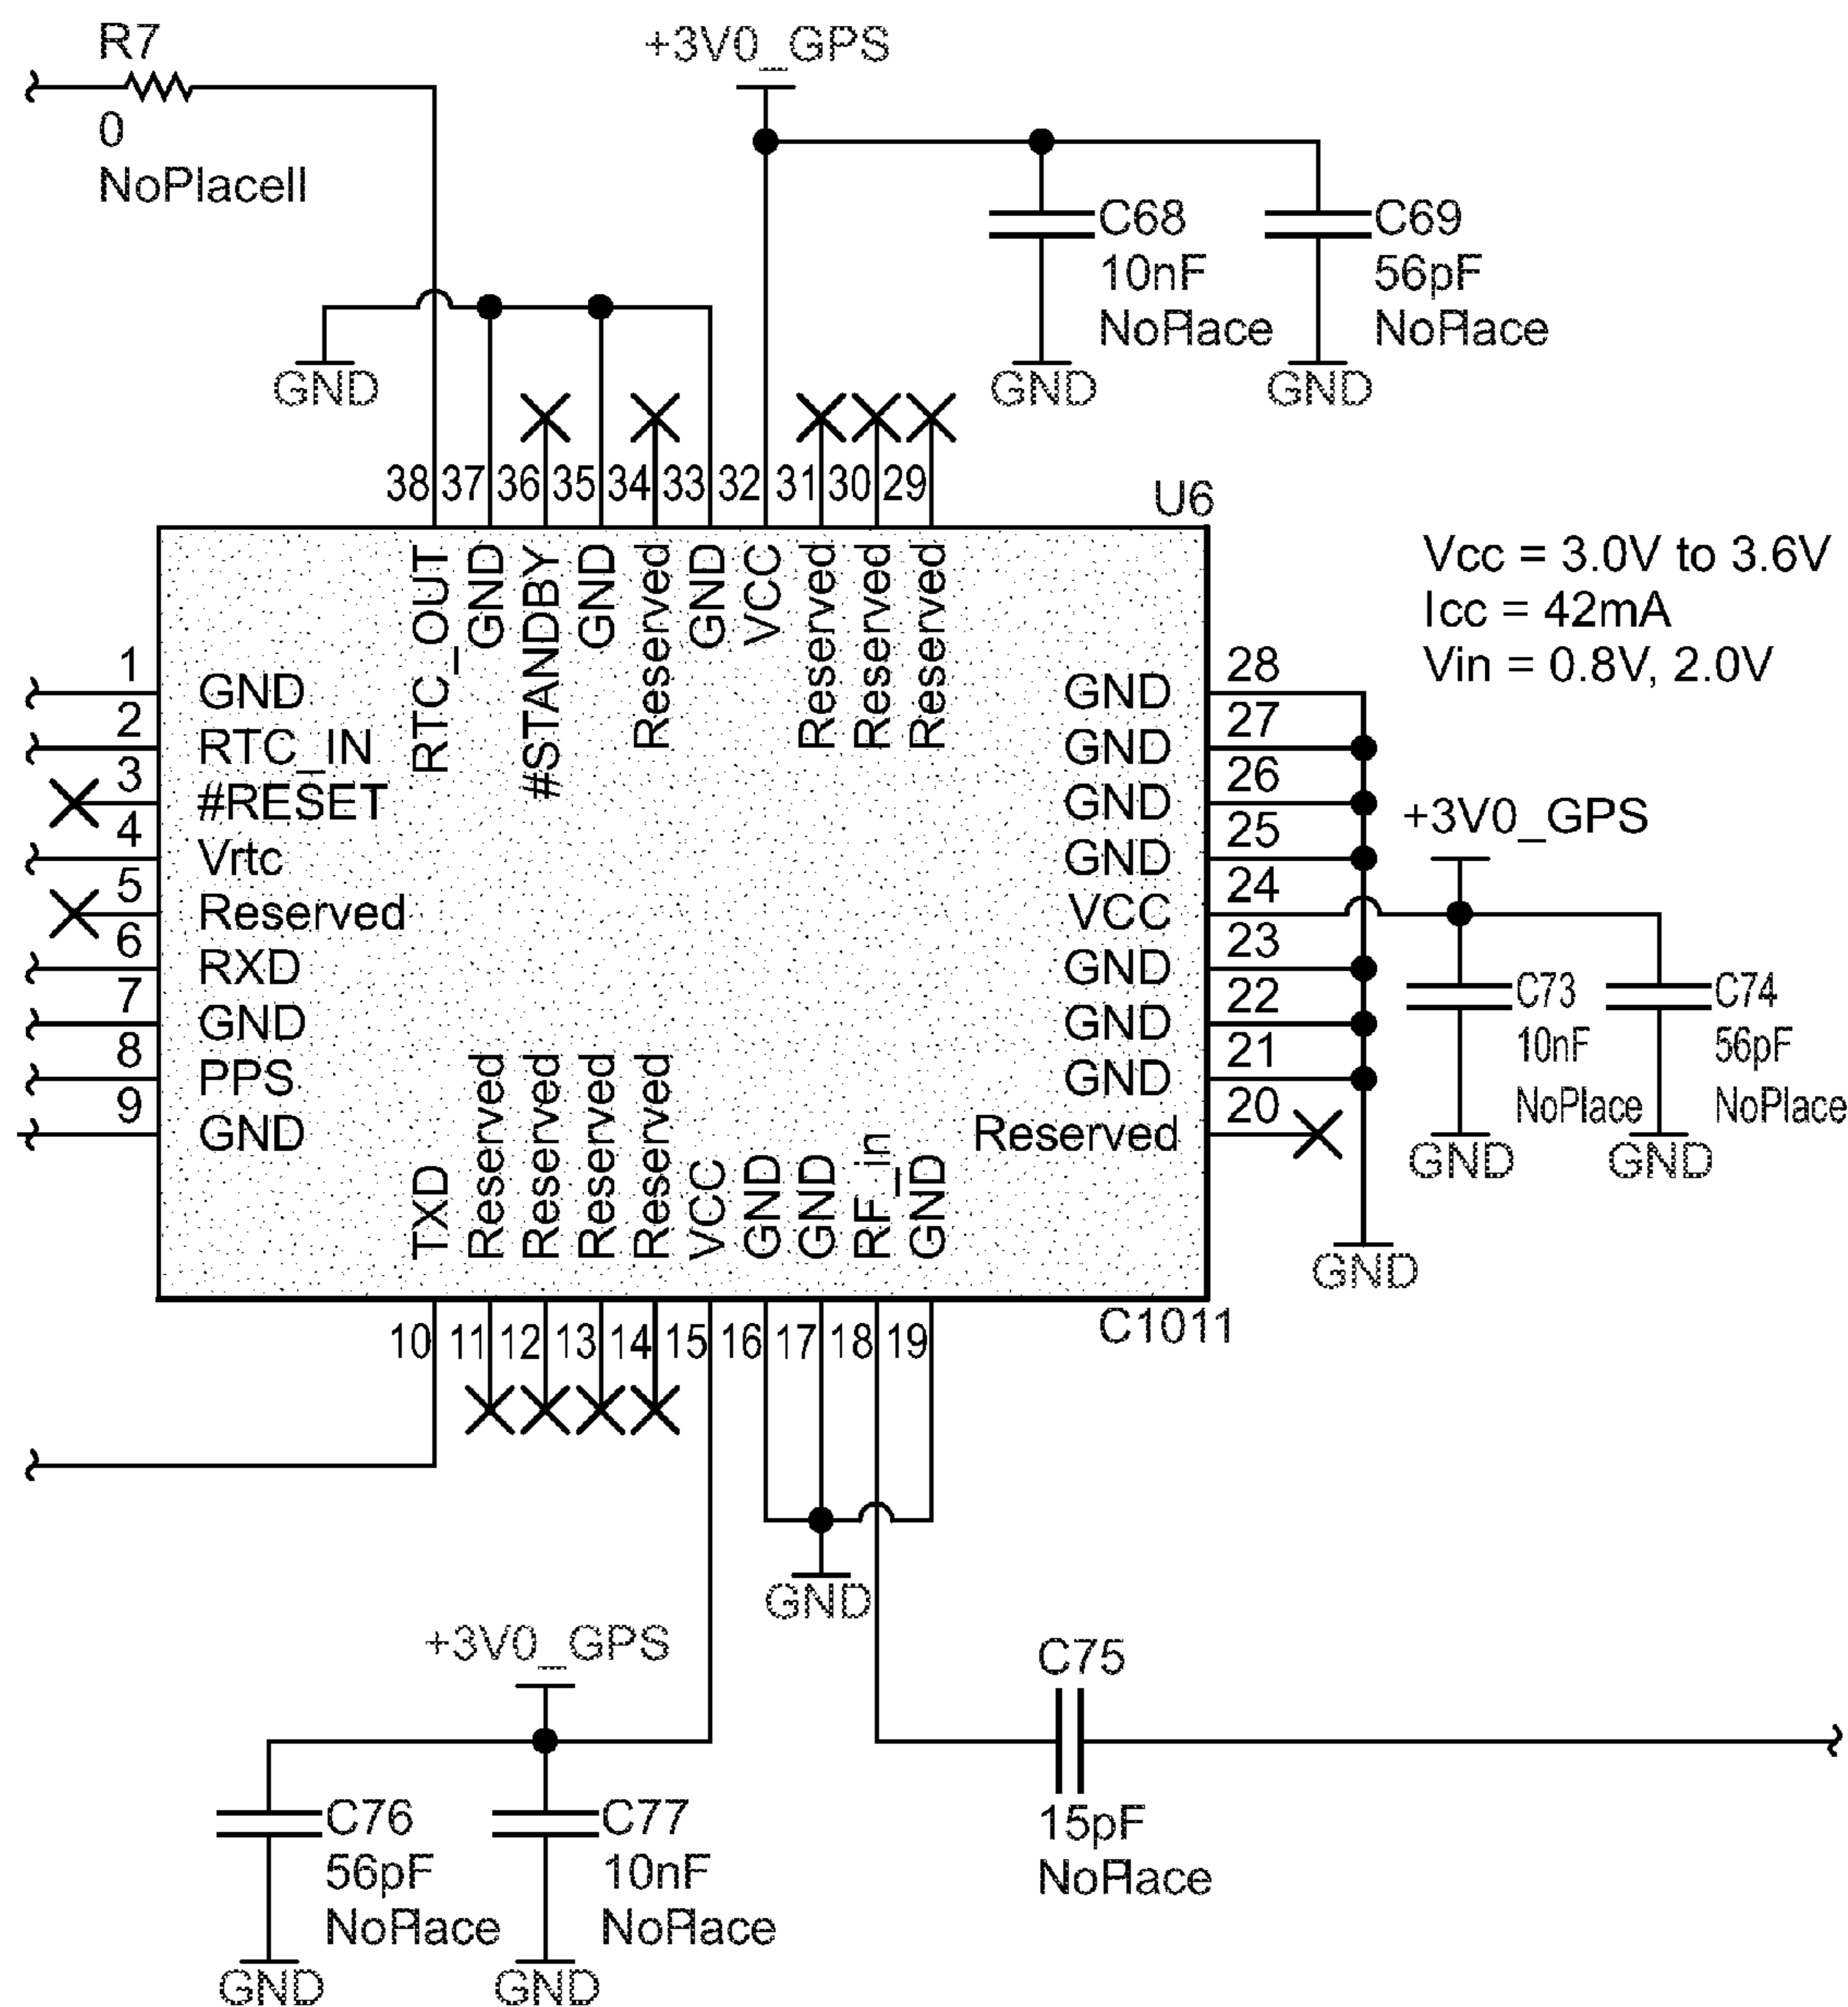 R7
0
NoPlacell
+3V0_GPS
C68
10nF
NoPlace
C69
56pF
NoPlace
GND
GND
GND
38 37 36 35 34 33 32 31 30 29
U6
RTC_OUT
GND
#STANDBY
GND
Reserved
GND
VCC
Reserved
Reserved
Reserved
Vcc = 3.0V to 3.6V
Icc = 42mA
Vin = 0.8V, 2.0V
1 GND
2 RTC_IN
3 #RESET
4 Vrtc
5 Reserved
6 RXD
7 GND
8 PPS
9 GND
GND 28
GND 27
GND 26
GND 25
VCC 24
GND 23
GND 22
GND 21
Reserved 20
+3V0_GPS
C73
10nF
NoPlace
C74
56pF
NoPlace
GND
GND
GND
TXD
Reserved
Reserved
Reserved
Reserved
VCC
GND
GND
RF_in
GND
C1011
10 11 12 13 14 15 16 17 18 19
GND
+3V0_GPS
C75
15pF
NoPlace
C76
56pF
NoPlace
C77
10nF
NoPlace
GND
GND